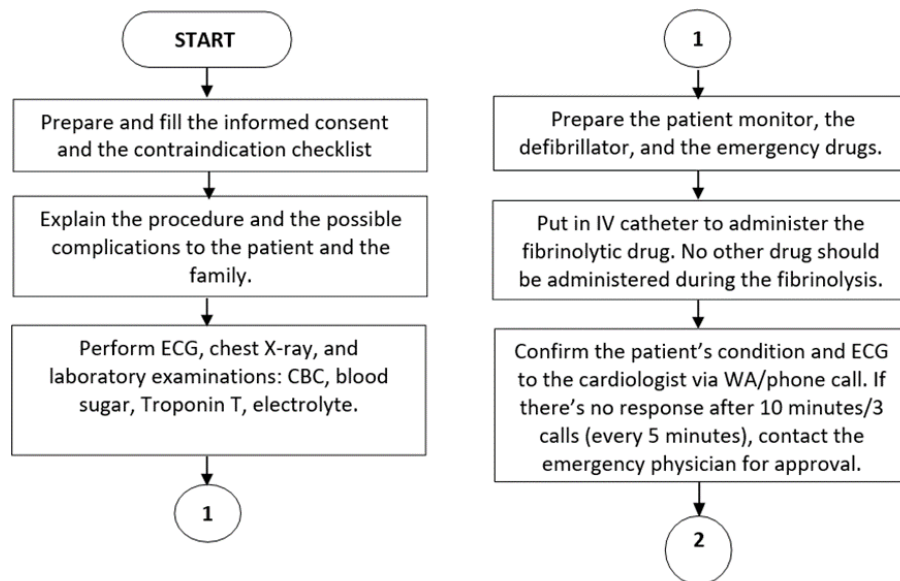 START
Prepare and fill the informed consent
and the contraindication checklist
Explain the procedure and the possible
complications to the patient and the
family.
Perform ECG, chest X-ray, and
laboratory examinations: CBC, blood
sugar, Troponin T, electrolyte.
1
1
Prepare the patient monitor, the
defibrillator, and the emergency drugs.
Put in IV catheter to administer the
fibrinolytic drug. No other drug should
be administered during the fibrinolysis.
Confirm the patient's condition and ECG
to the cardiologist via WA/phone call. If
there's no response after 10 minutes/3
calls (every 5 minutes), contact the
emergency physician for approval.
2